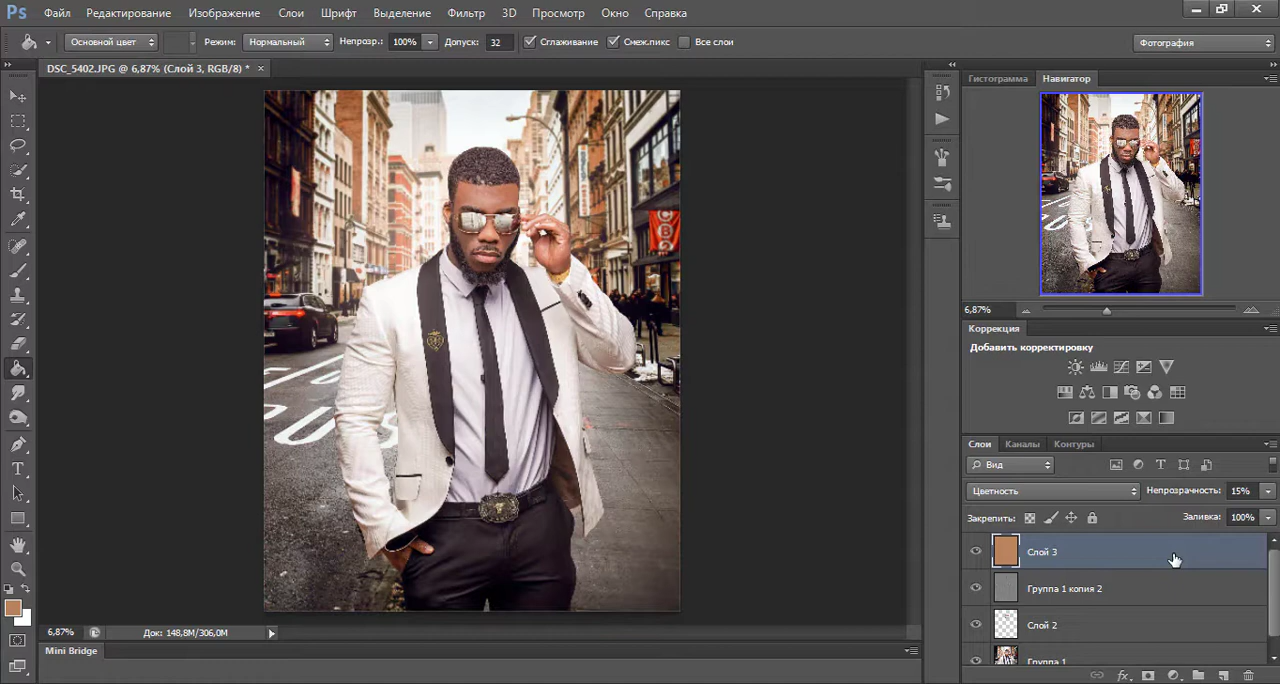 Ps Файл Редактирование Изображение Слои Шрифт Выделение Фильтр 3D Просмотр Окно Справка
Основной цвет Режим: Нормальный Непозр.: 100% Допуск: 32 Сглаживание Смеж.пикс Все слои Фотография
DSC_5402.JPG @ 6,87% (Слой 3, RGB/8) * ×
Гистограмма Навигатор
6,87%
Коррекция
Добавить корректировку
Слои Каналы Контуры
Вид
Цветность Непрозрачность: 15%
Закрепить: Заливка: 100%
Слой 3
Группа 1 копия 2
Слой 2
Группа 1
6,87% Док: 148,8M/306,0M
Mini Bridge